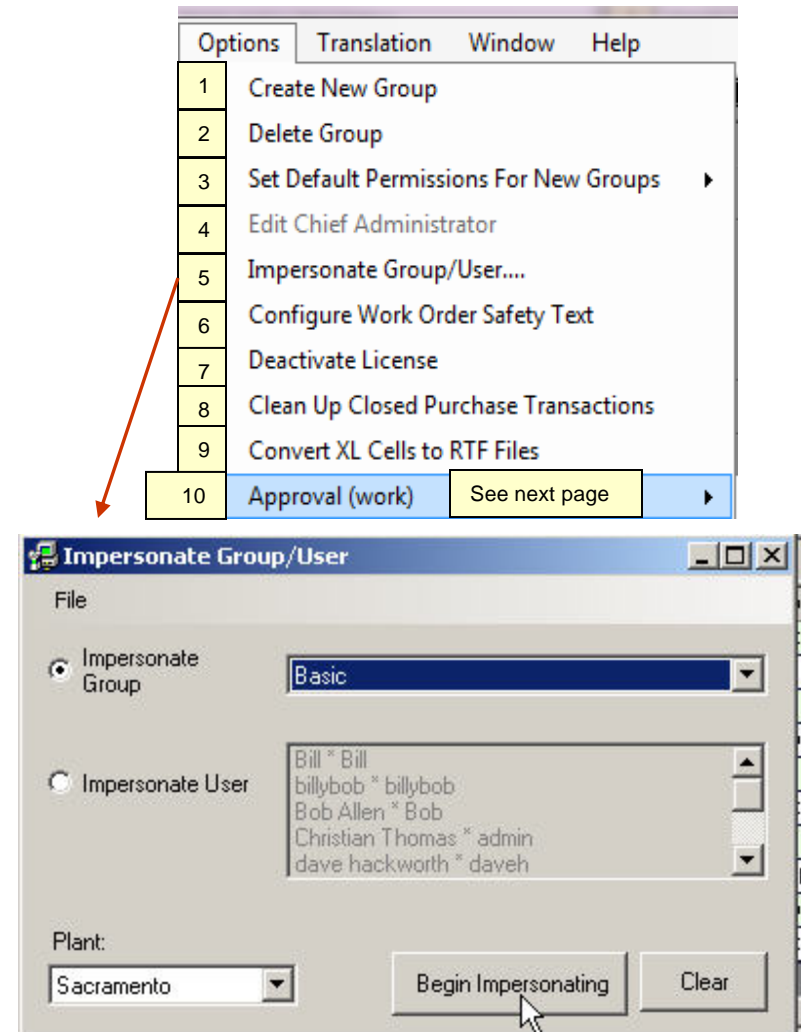 Options Translation Window Help
1 Create New Group
2 Delete Group
3 Set Default Permissions For New Groups
4 Edit Chief Administrator
5 Impersonate Group/User....
6 Configure Work Order Safety Text
7 Deactivate License
8 Clean Up Closed Purchase Transactions
9 Convert XL Cells to RTF Files
10 Approval (work) See next page
Impersonate Group/User
File
Impersonate
Group
Basic
Impersonate User
Bill * Bill
billybob * billybob
Bob Allen * Bob
Christian Thomas * admin
dave hackworth * daveh
Plant:
Sacramento
Begin Impersonating
Clear